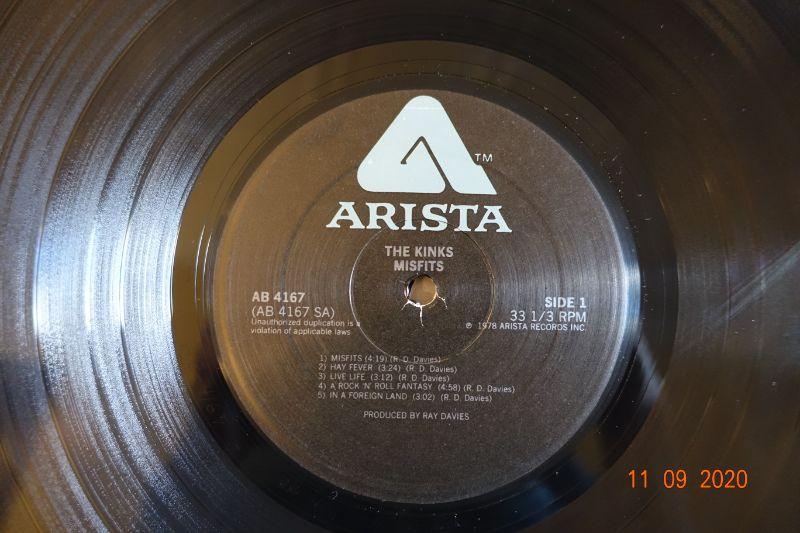 TM
ARISTA
THE KINKS
MISFITS
AB 4167
(AB 4167 SA)
Unauthorized duplication is a
violation of applicable laws
SIDE 1
33 1/3 RPM
℗ 1978 ARISTA RECORDS INC.
1) MISFITS (4:19) (R. D. Davies)
2) HAY FEVER (3:24) (R. D. Davies)
3) LIVE LIFE (3:12) (R. D. Davies)
4) A ROCK 'N' ROLL FANTASY (4:58) (R. D. Davies)
5) IN A FOREIGN LAND (3:02) (R. D. Davies)
PRODUCED BY RAY DAVIES
11 09 2020